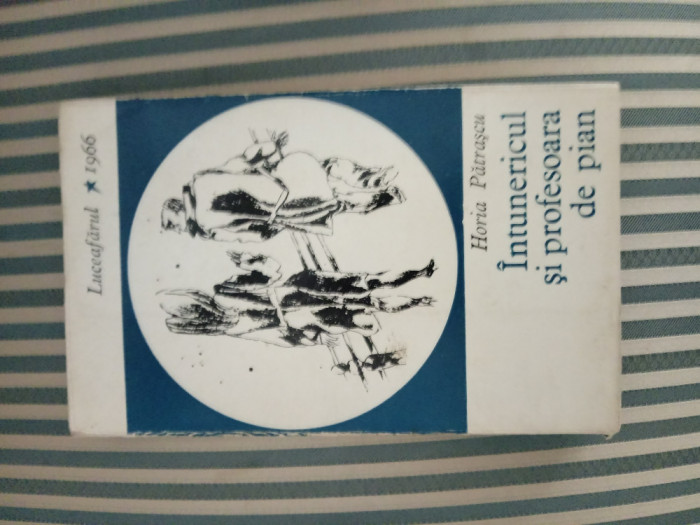 Luceafărul ★ 1966
Horia Pătrașcu
Întunericul
și profesoara
de pian